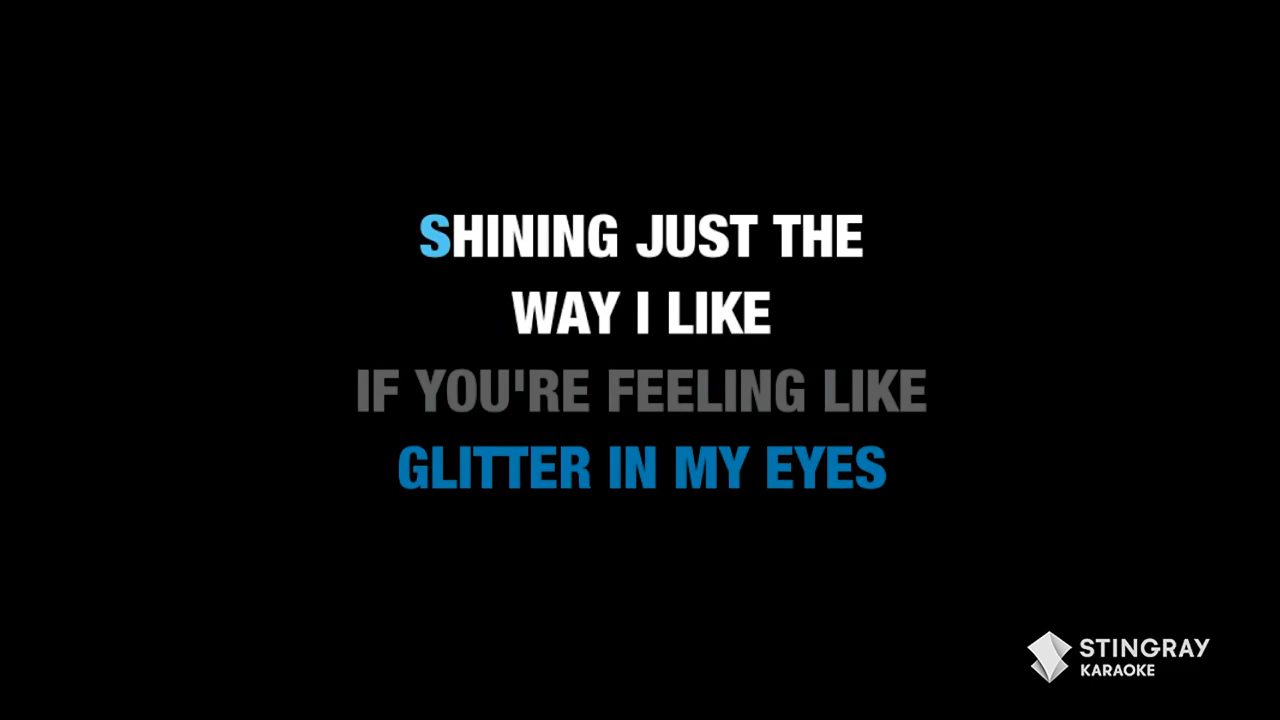 SHINING JUST THE
WAY I LIKE
IF YOU'RE FEELING LIKE
GLITTER IN MY EYES
STINGRAY
KARAOKE